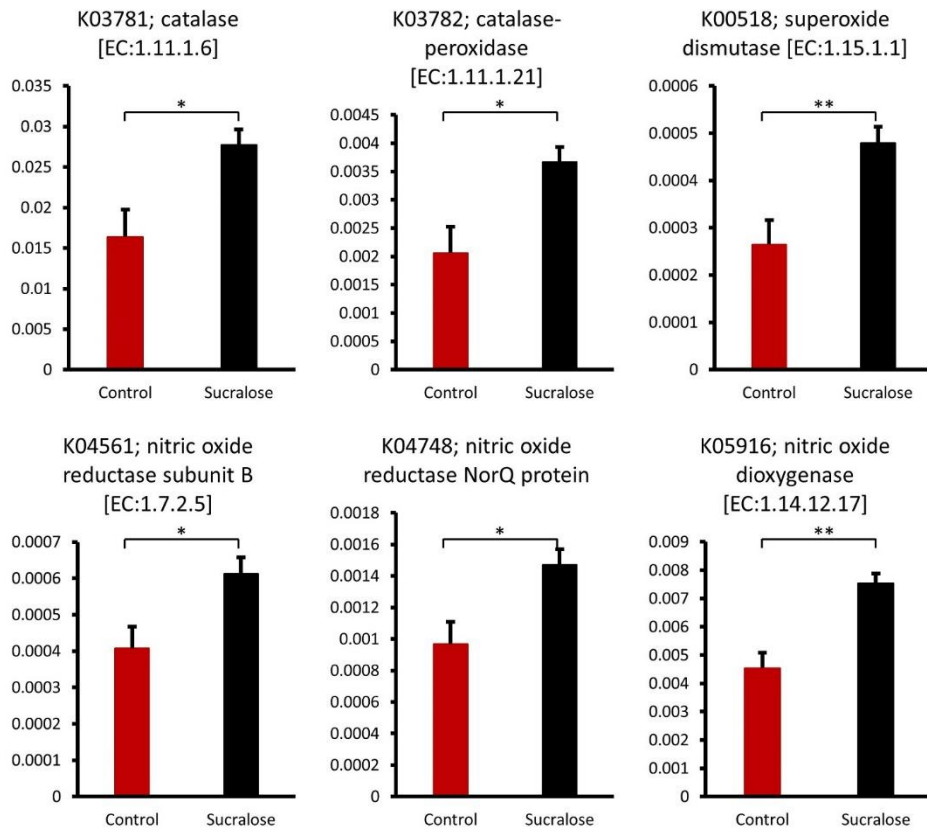 K03781; catalase
[EC:1.11.1.6]
0.035
0.03
0.025
0.02
0.015
0.01
0.005
0
*
Control
Sucralose
K03782; catalase-
peroxidase
[EC:1.11.1.21]
0.0045
0.004
0.0035
0.003
0.0025
0.002
0.0015
0.001
0.0005
0
*
Control
Sucralose
K00518; superoxide
dismutase [EC:1.15.1.1]
0.0006
0.0005
0.0004
0.0003
0.0002
0.0001
0
**
Control
Sucralose
K04561; nitric oxide
reductase subunit B
[EC:1.7.2.5]
0.0007
0.0006
0.0005
0.0004
0.0003
0.0002
0.0001
0
*
Control
Sucralose
K04748; nitric oxide
reductase NorQ protein
0.0018
0.0016
0.0014
0.0012
0.001
0.0008
0.0006
0.0004
0.0002
0
*
Control
Sucralose
K05916; nitric oxide
dioxygenase
[EC:1.14.12.17]
0.009
0.008
0.007
0.006
0.005
0.004
0.003
0.002
0.001
0
**
Control
Sucralose